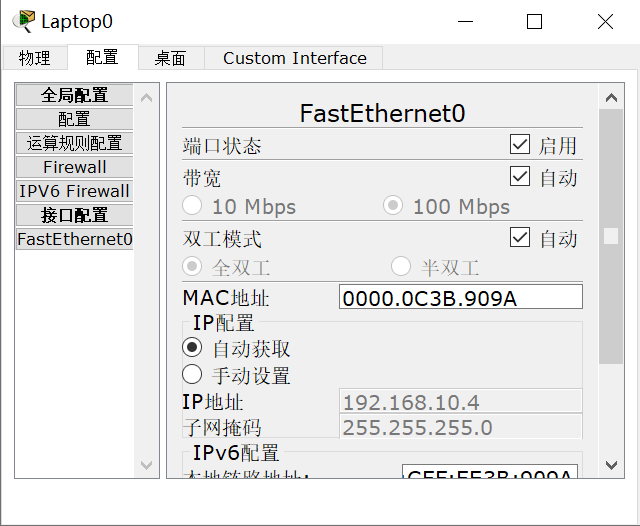 Laptop0
物理 配置 桌面 Custom Interface
全局配置
配置
运算规则配置
Firewall
IPV6 Firewall
接口配置
FastEthernet0
FastEthernet0
端口状态 启用
带宽 自动
10 Mbps 100 Mbps
双工模式 自动
全双工 半双工
MAC地址 0000.0C3B.909A
IP配置
自动获取
手动设置
IP地址 192.168.10.4
子网掩码 255.255.255.0
IPv6配置
本地链路地址: CFF:FE3B:909A